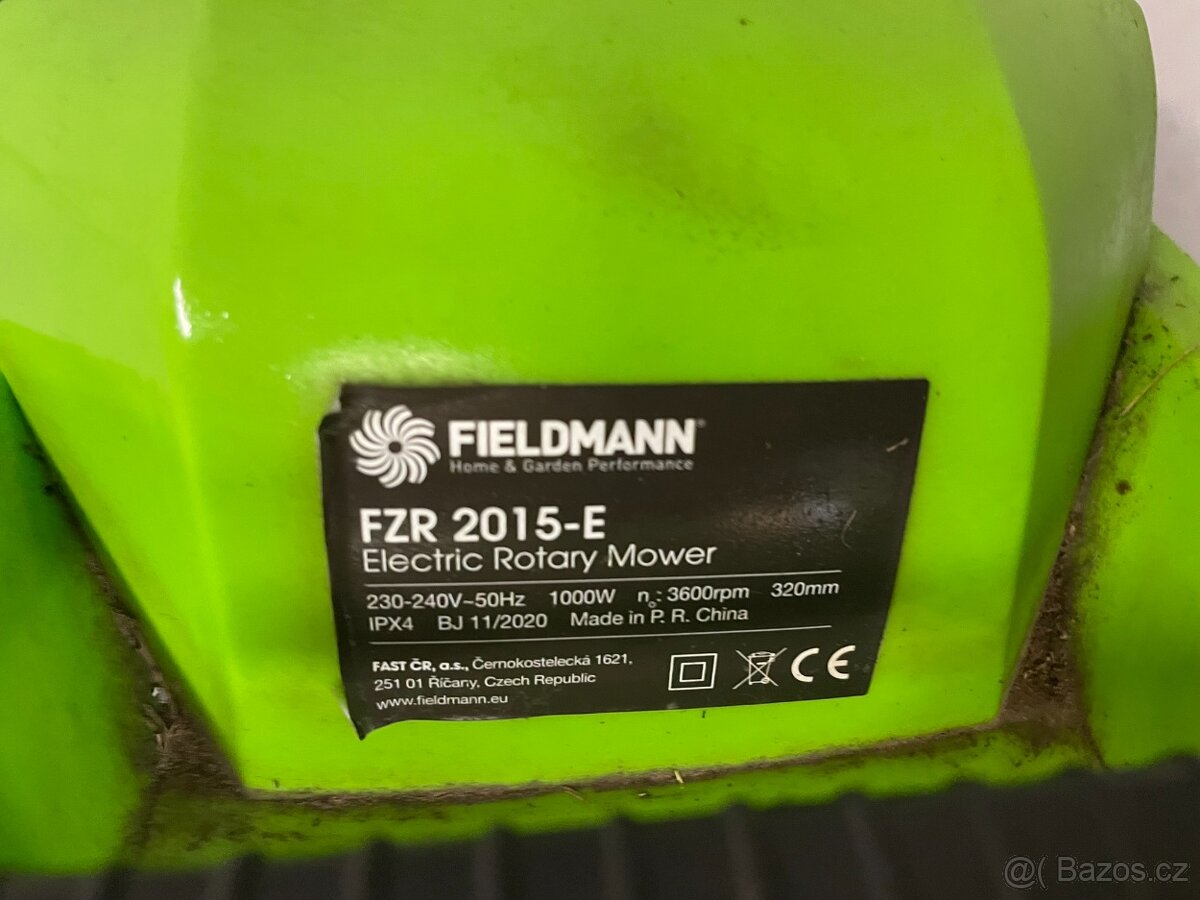 FIELDMANN®
Home & Garden Performance
FZR 2015-E
Electric Rotary Mower
230-240V~50Hz 1000W n₀: 3600rpm 320mm
IPX4 BJ 11/2020 Made in P. R. China
FAST ČR, a.s., Černokostelecká 1621,
251 01 Říčany, Czech Republic
www.fieldmann.eu
CE
@( Bazos.cz